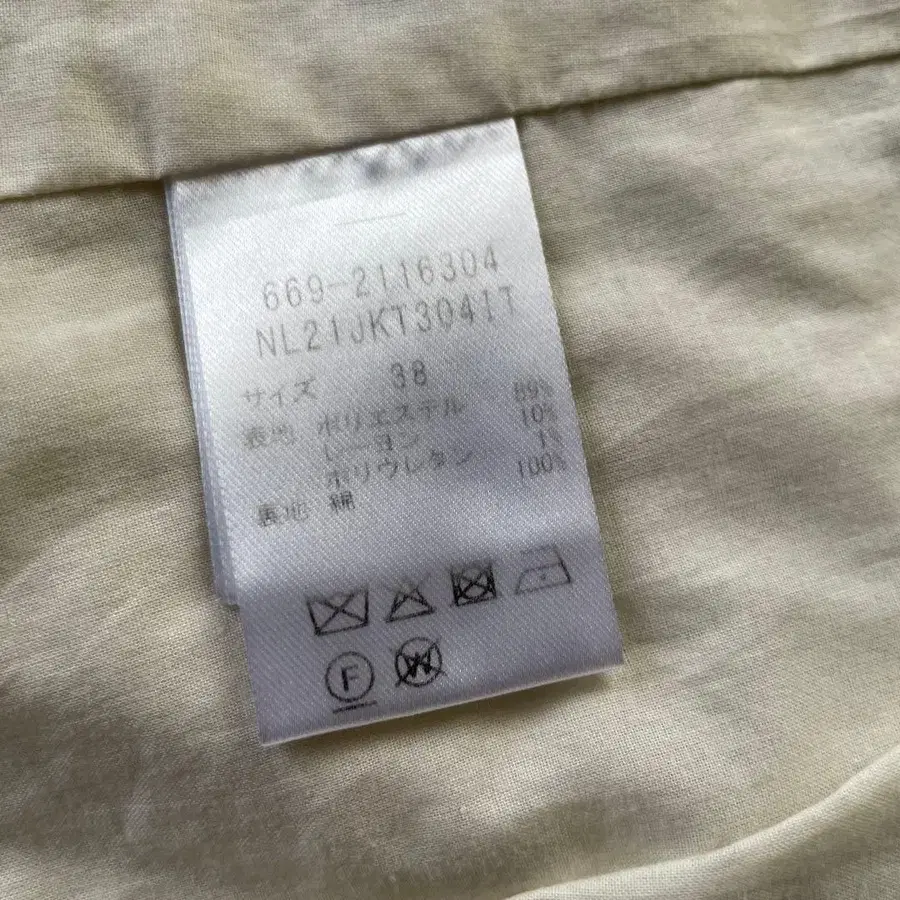 669-2116304
NL21JKT3041T
サイズ 38
表地 ポリエステル 89%
レーヨン 10%
ポリウレタン 1%
裏地 綿 100%
F W